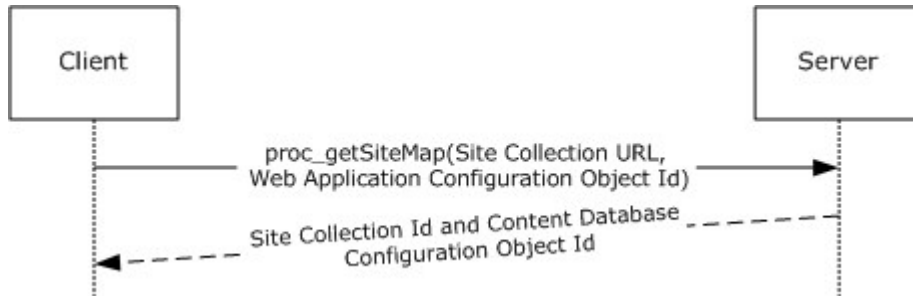 Client
Server
proc_getSiteMap(Site Collection URL,
Web Application Configuration Object Id)
Site Collection Id and Content Database
Configuration Object Id